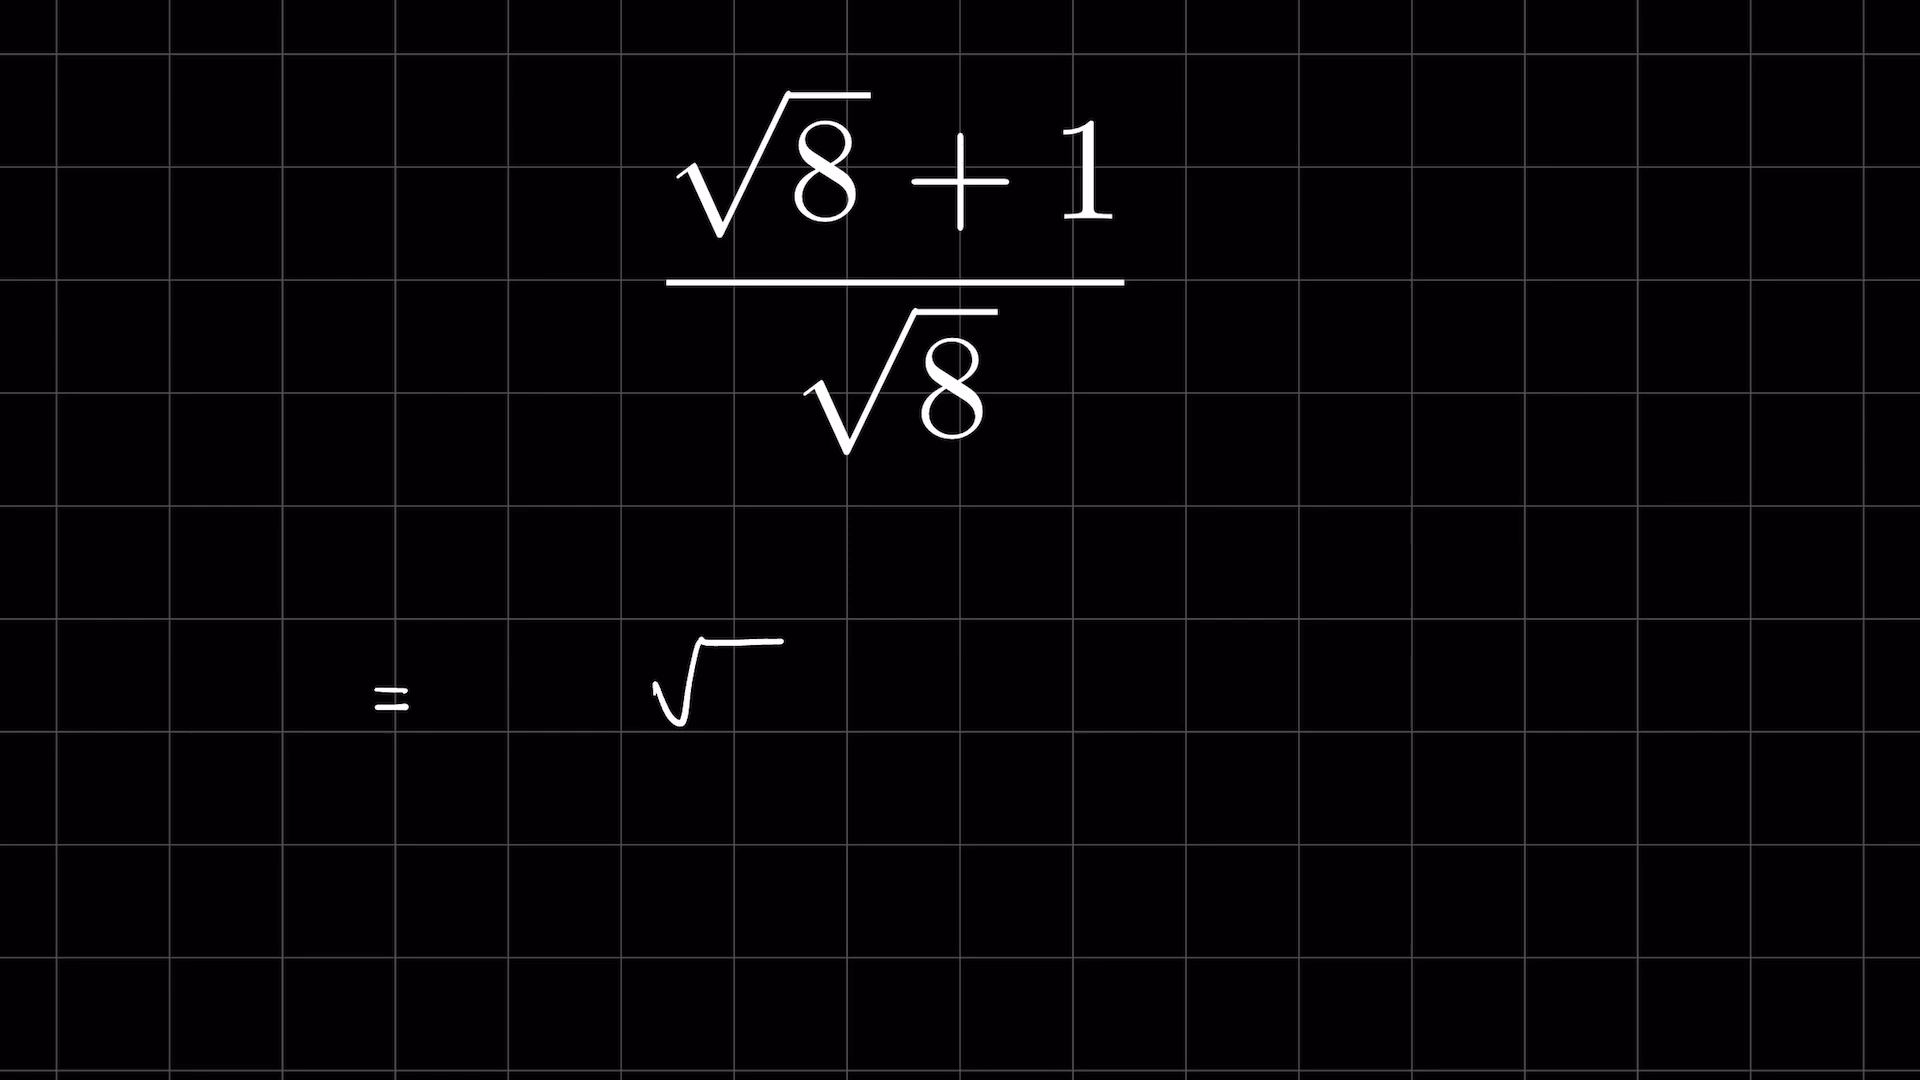 √8 + 1
√8
= √